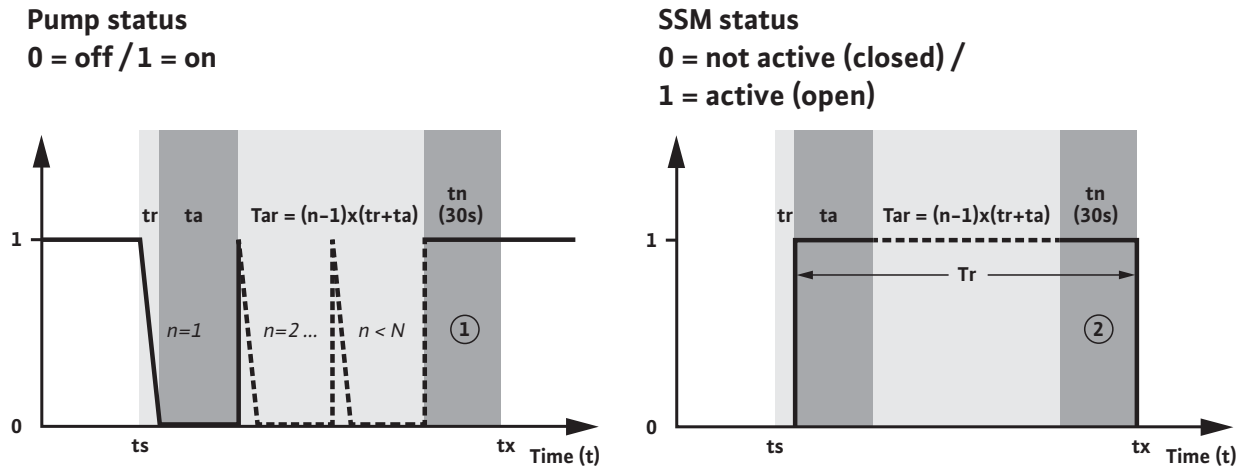 Pump status
0 = off / 1 = on
tr
ta
Tar = (n–1)x(tr+ta)
tn
(30s)
1
n=1
n=2 ...
n < N
1
0
ts
tx
Time (t)
SSM status
0 = not active (closed) /
1 = active (open)
tr
ta
Tar = (n–1)x(tr+ta)
tn
(30s)
1
Tr
2
0
ts
tx
Time (t)